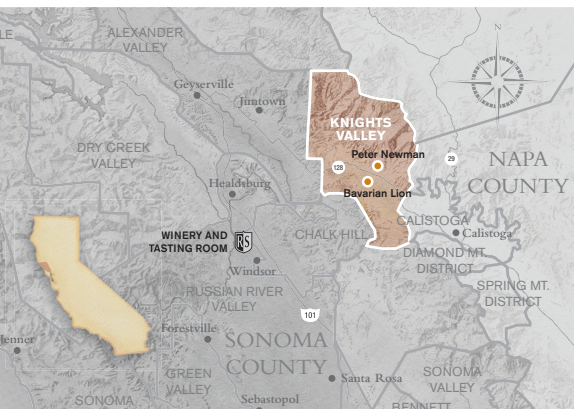 LE
ALEXANDER
VALLEY
N
Geyserville
Jimtown
KNIGHTS
VALLEY
Peter Newman
DRY CREEK
VALLEY
128
29
NAPA
COUNTY
Healdsburg
Bavarian Lion
CALISTOGA
Calistoga
WINERY AND
TASTING ROOM
RS
CHALK HILL
DIAMOND MT.
DISTRICT
Windsor
SPRING MT.
DISTRICT
RUSSIAN RIVER
VALLEY
101
Forestville
Jenner
SONOMA
COUNTY
GREEN
VALLEY
Santa Rosa
SONOMA
VALLEY
SONOMA
Sebastopol
BENNETT